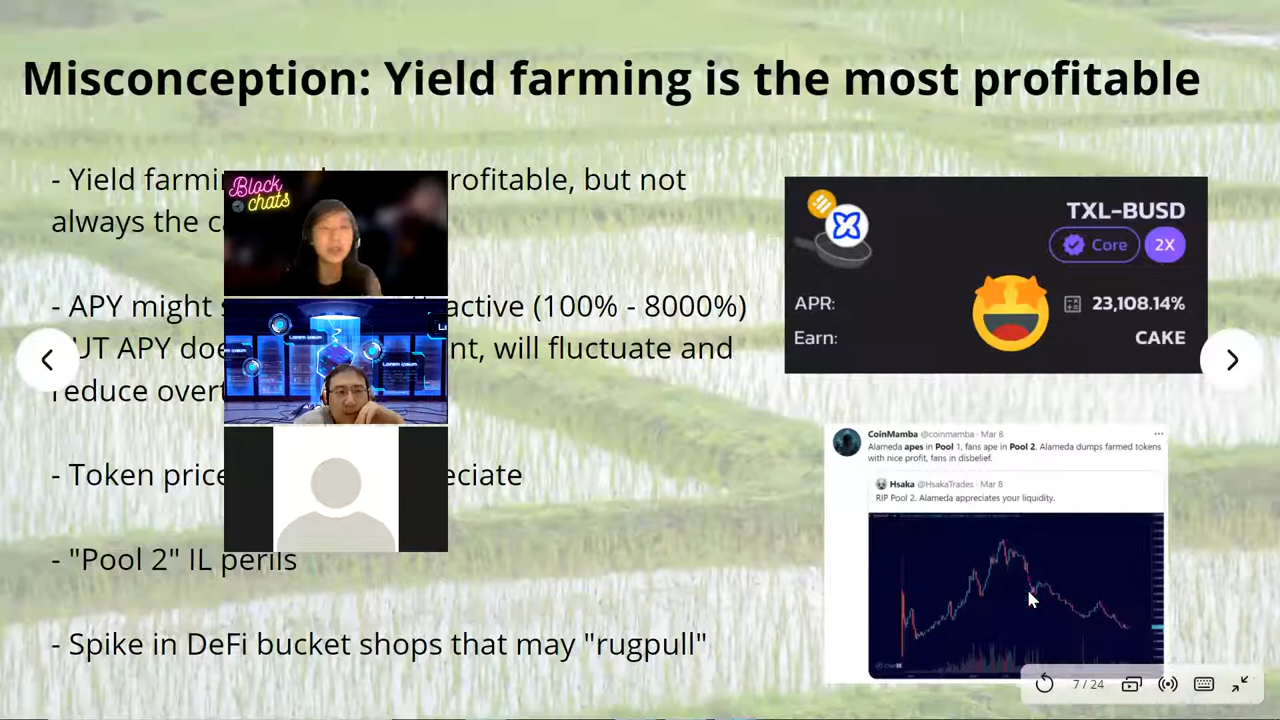 Misconception: Yield farming is the most profitable
- Yield farmi rofitable, but not
always the c
- APY might active (100% - 8000%)
UT APY doe nt, will fluctuate and
reduce overt
- Token price eciate
- "Pool 2" IL perils
- Spike in DeFi bucket shops that may "rugpull"
Block
chats
TXL-BUSD
Core
2X
APR:
23,108.14%
Earn:
CAKE
CoinMamba @coinmamba · Mar 8
Alameda apes in Pool 1, fans ape in Pool 2. Alameda dumps farmed tokens
with nice profit, fans in disbelief.
Hsaka @HsakaTrades · Mar 8
RIP Pool 2. Alameda appreciates your liquidity.
7 / 24